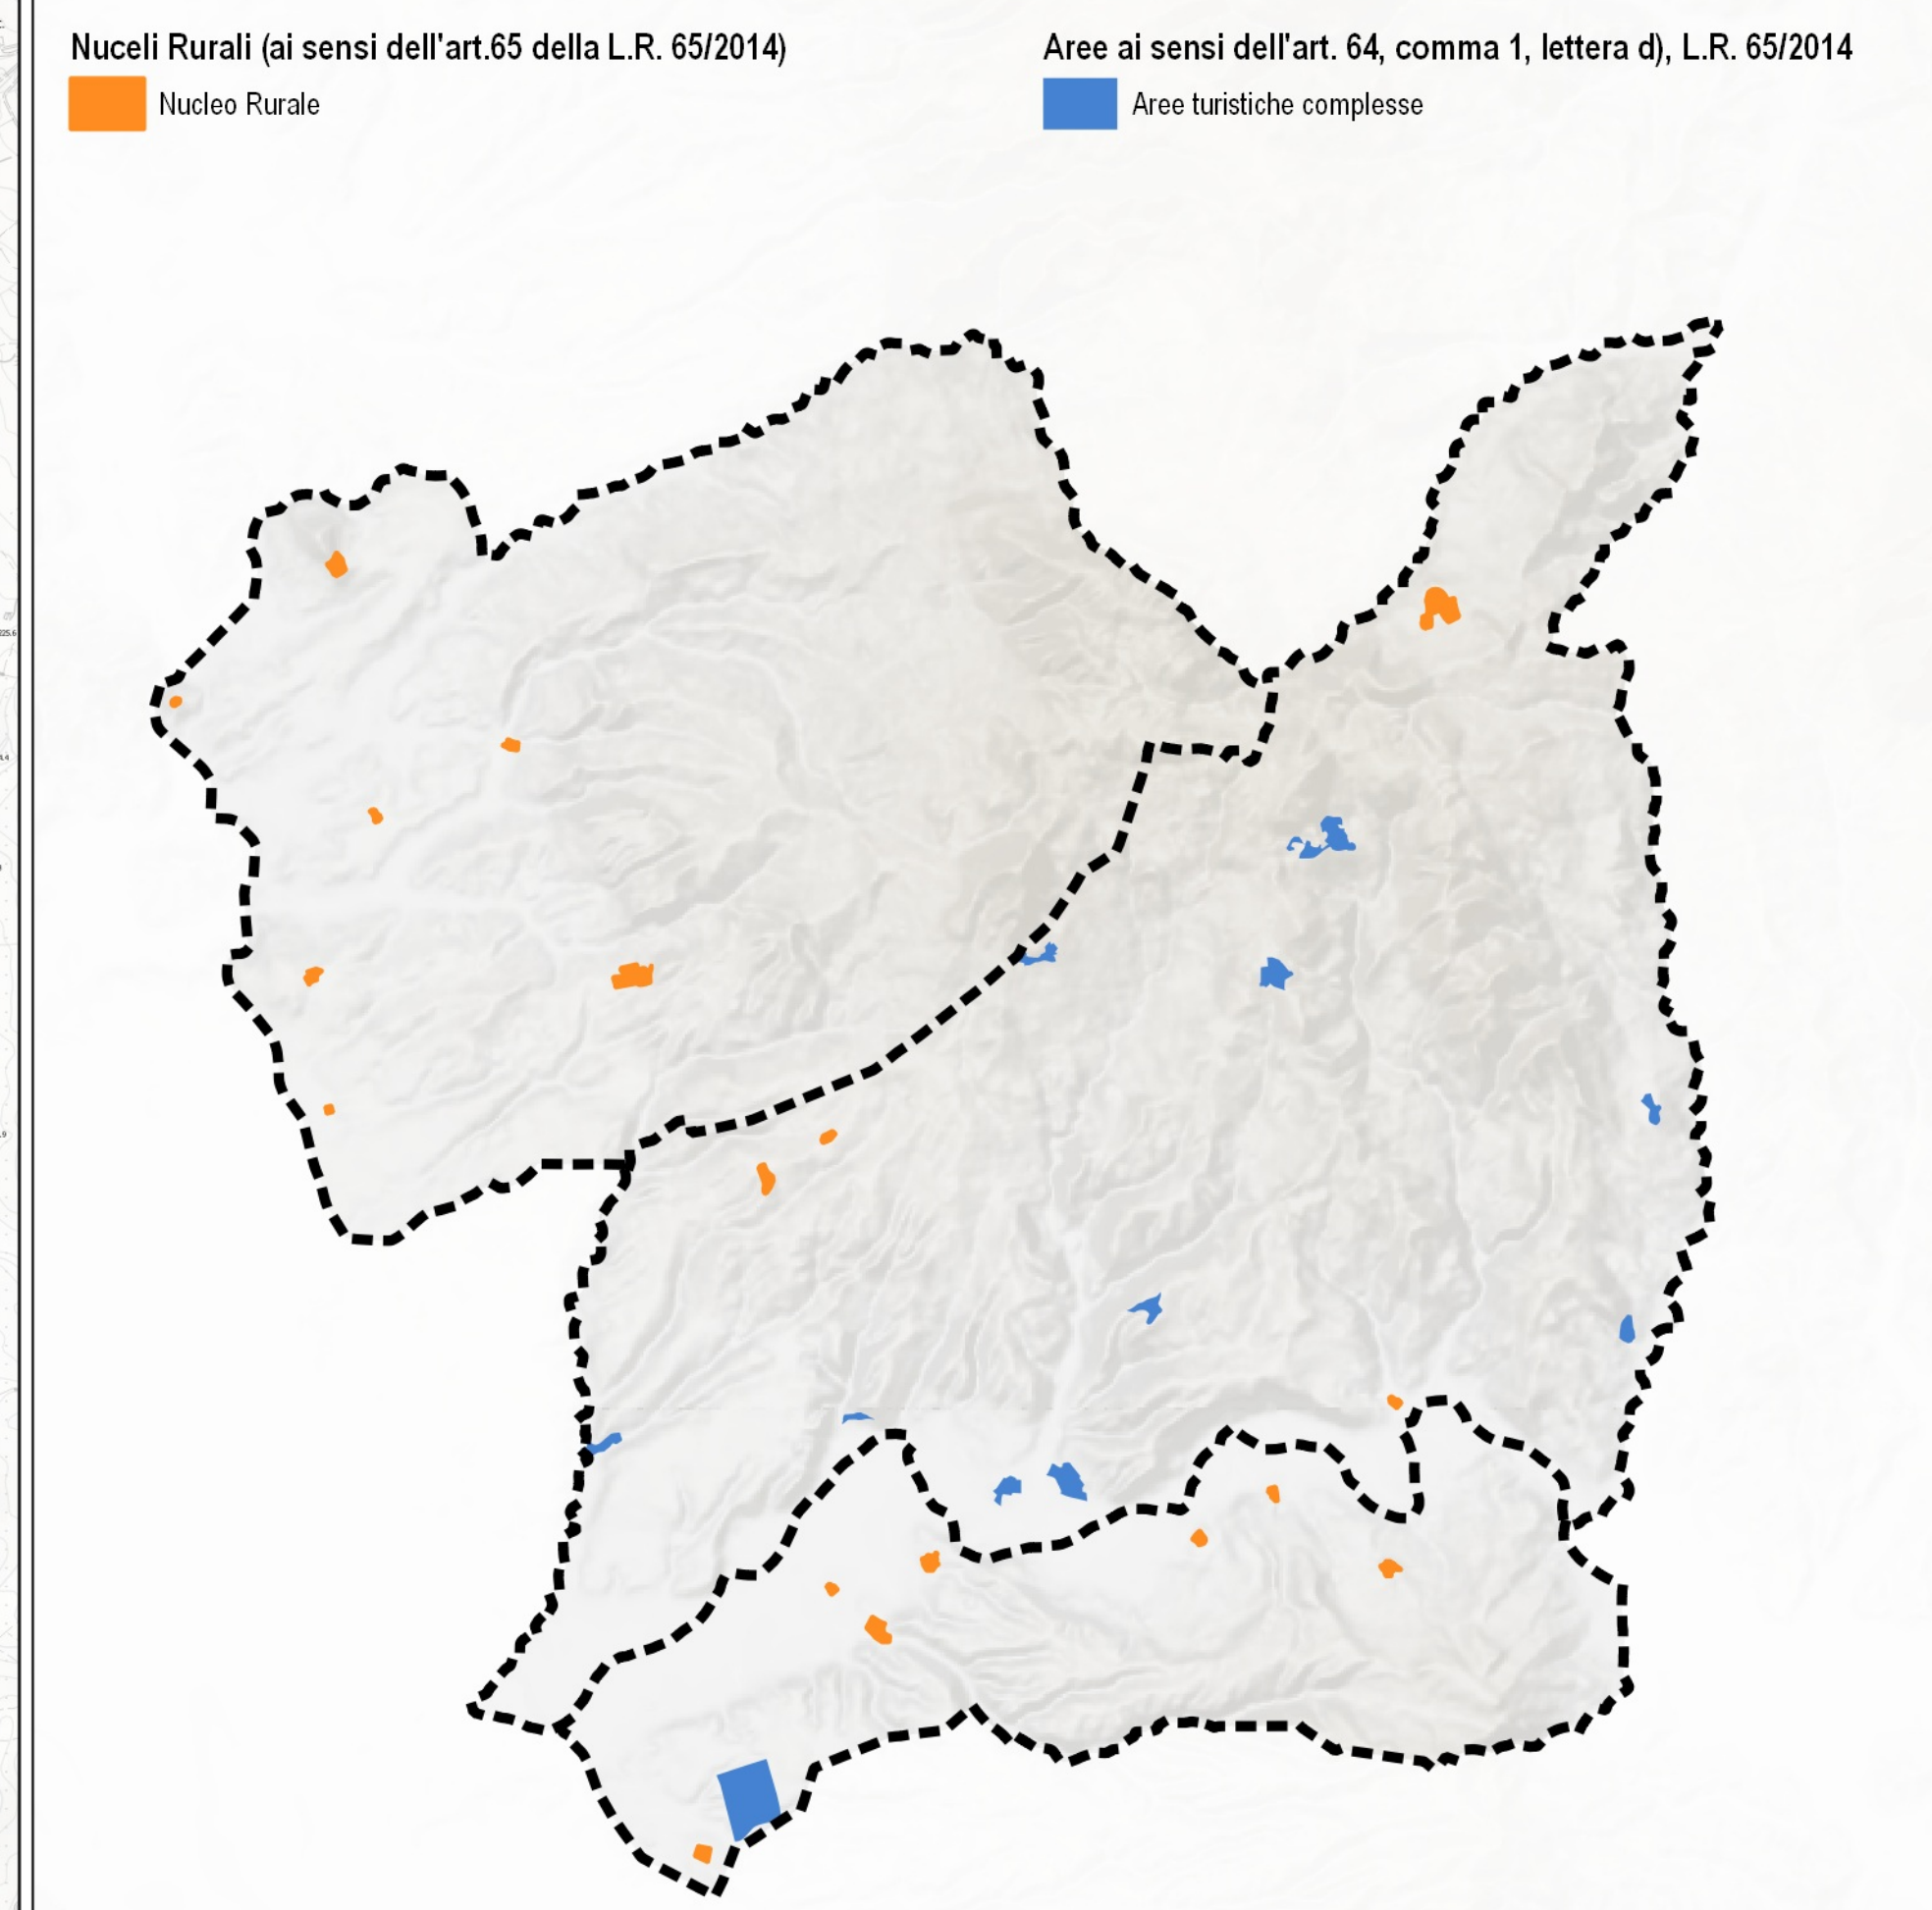 Nuceli Rurali (ai sensi dell'art.65 della L.R. 65/2014)
Nucleo Rurale
Aree ai sensi dell'art. 64, comma 1, lettera d), L.R. 65/2014
Aree turistiche complesse